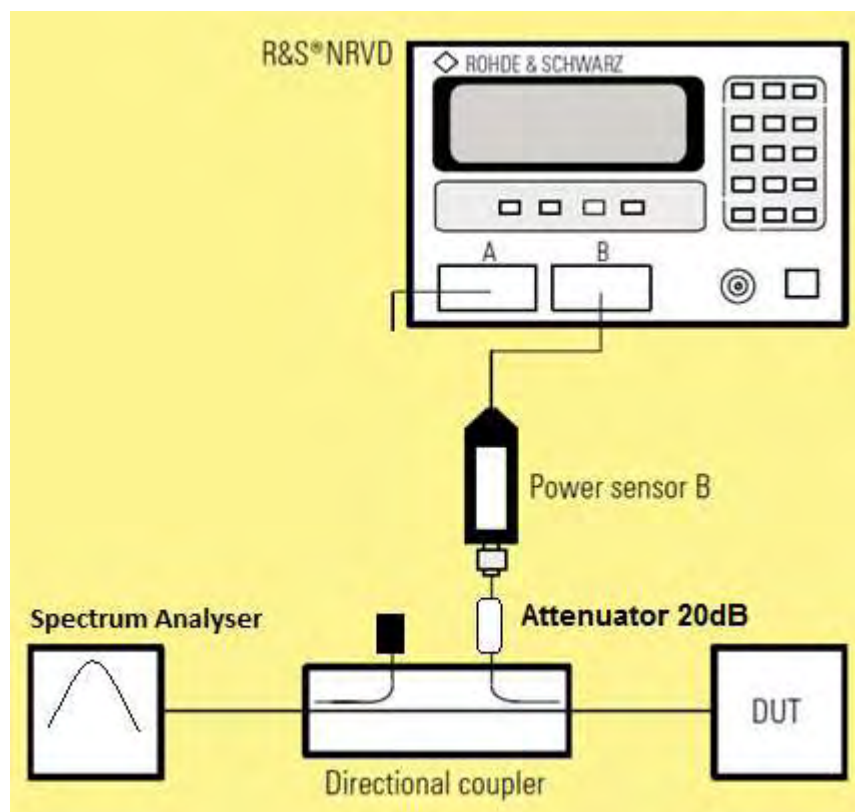 R&S®NRVD
ROHDE & SCHWARZ
A
B
Power sensor B
Spectrum Analyser
Attenuator 20dB
DUT
Directional coupler